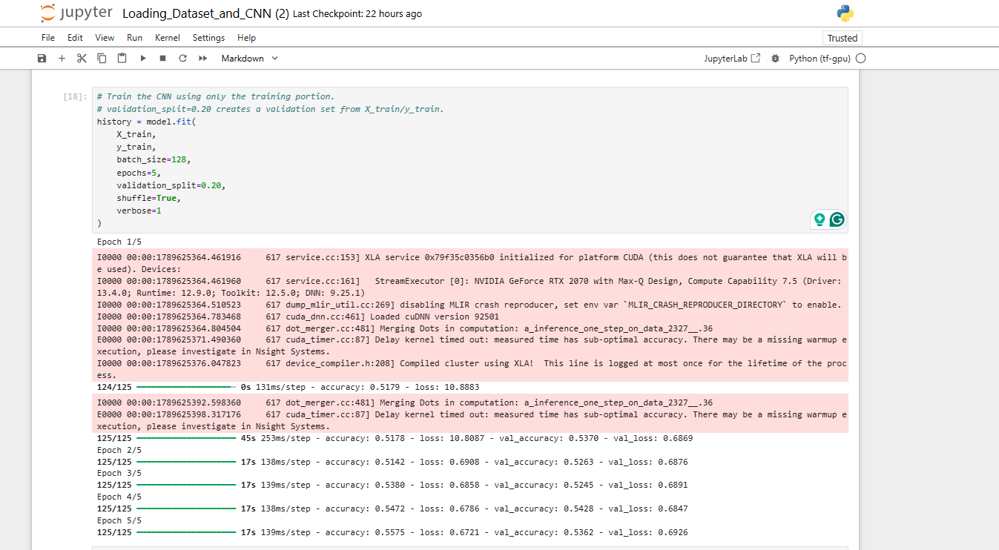 jupyter Loading_Dataset_and_CNN (2) Last Checkpoint: 22 hours ago
File Edit View Run Kernel Settings Help Trusted
Markdown JupyterLab Python (tf-gpu)
[18]: # Train the CNN using only the training portion.
# validation_split=0.20 creates a validation set from X_train/y_train.
history = model.fit(
    X_train,
    y_train,
    batch_size=128,
    epochs=5,
    validation_split=0.20,
    shuffle=True,
    verbose=1
)
Epoch 1/5
I0000 00:00:1789625364.461916     617 service.cc:153] XLA service 0x79f35c0356b0 initialized for platform CUDA (this does not guarantee that XLA will b
e used). Devices:
I0000 00:00:1789625364.461960     617 service.cc:161]   StreamExecutor [0]: NVIDIA GeForce RTX 2070 with Max-Q Design, Compute Capability 7.5 (Driver:
13.4.0; Runtime: 12.9.0; Toolkit: 12.5.0; DNN: 9.25.1)
I0000 00:00:1789625364.510523     617 dump_mlir_util.cc:269] disabling MLIR crash reproducer, set env var `MLIR_CRASH_REPRODUCER_DIRECTORY` to enable.
I0000 00:00:1789625364.783468     617 cuda_dnn.cc:461] Loaded cuDNN version 92501
I0000 00:00:1789625364.804504     617 dot_merger.cc:481] Merging Dots in computation: a_inference_one_step_on_data_2327__.36
E0000 00:00:1789625371.490360     617 cuda_timer.cc:87] Delay kernel timed out: measured time has sub-optimal accuracy. There may be a missing warmup e
xecution, please investigate in Nsight Systems.
I0000 00:00:1789625376.047823     617 device_compiler.h:208] Compiled cluster using XLA!  This line is logged at most once for the lifetime of the proc
ess.
124/125 0s 131ms/step - accuracy: 0.5179 - loss: 10.8883
I0000 00:00:1789625392.598360     617 dot_merger.cc:481] Merging Dots in computation: a_inference_one_step_on_data_2327__.36
E0000 00:00:1789625398.317176     617 cuda_timer.cc:87] Delay kernel timed out: measured time has sub-optimal accuracy. There may be a missing warmup e
xecution, please investigate in Nsight Systems.
125/125 45s 253ms/step - accuracy: 0.5178 - loss: 10.8087 - val_accuracy: 0.5370 - val_loss: 0.6869
Epoch 2/5
125/125 17s 138ms/step - accuracy: 0.5142 - loss: 0.6908 - val_accuracy: 0.5263 - val_loss: 0.6876
Epoch 3/5
125/125 17s 139ms/step - accuracy: 0.5380 - loss: 0.6858 - val_accuracy: 0.5245 - val_loss: 0.6891
Epoch 4/5
125/125 17s 138ms/step - accuracy: 0.5472 - loss: 0.6786 - val_accuracy: 0.5428 - val_loss: 0.6847
Epoch 5/5
125/125 17s 139ms/step - accuracy: 0.5575 - loss: 0.6721 - val_accuracy: 0.5362 - val_loss: 0.6926